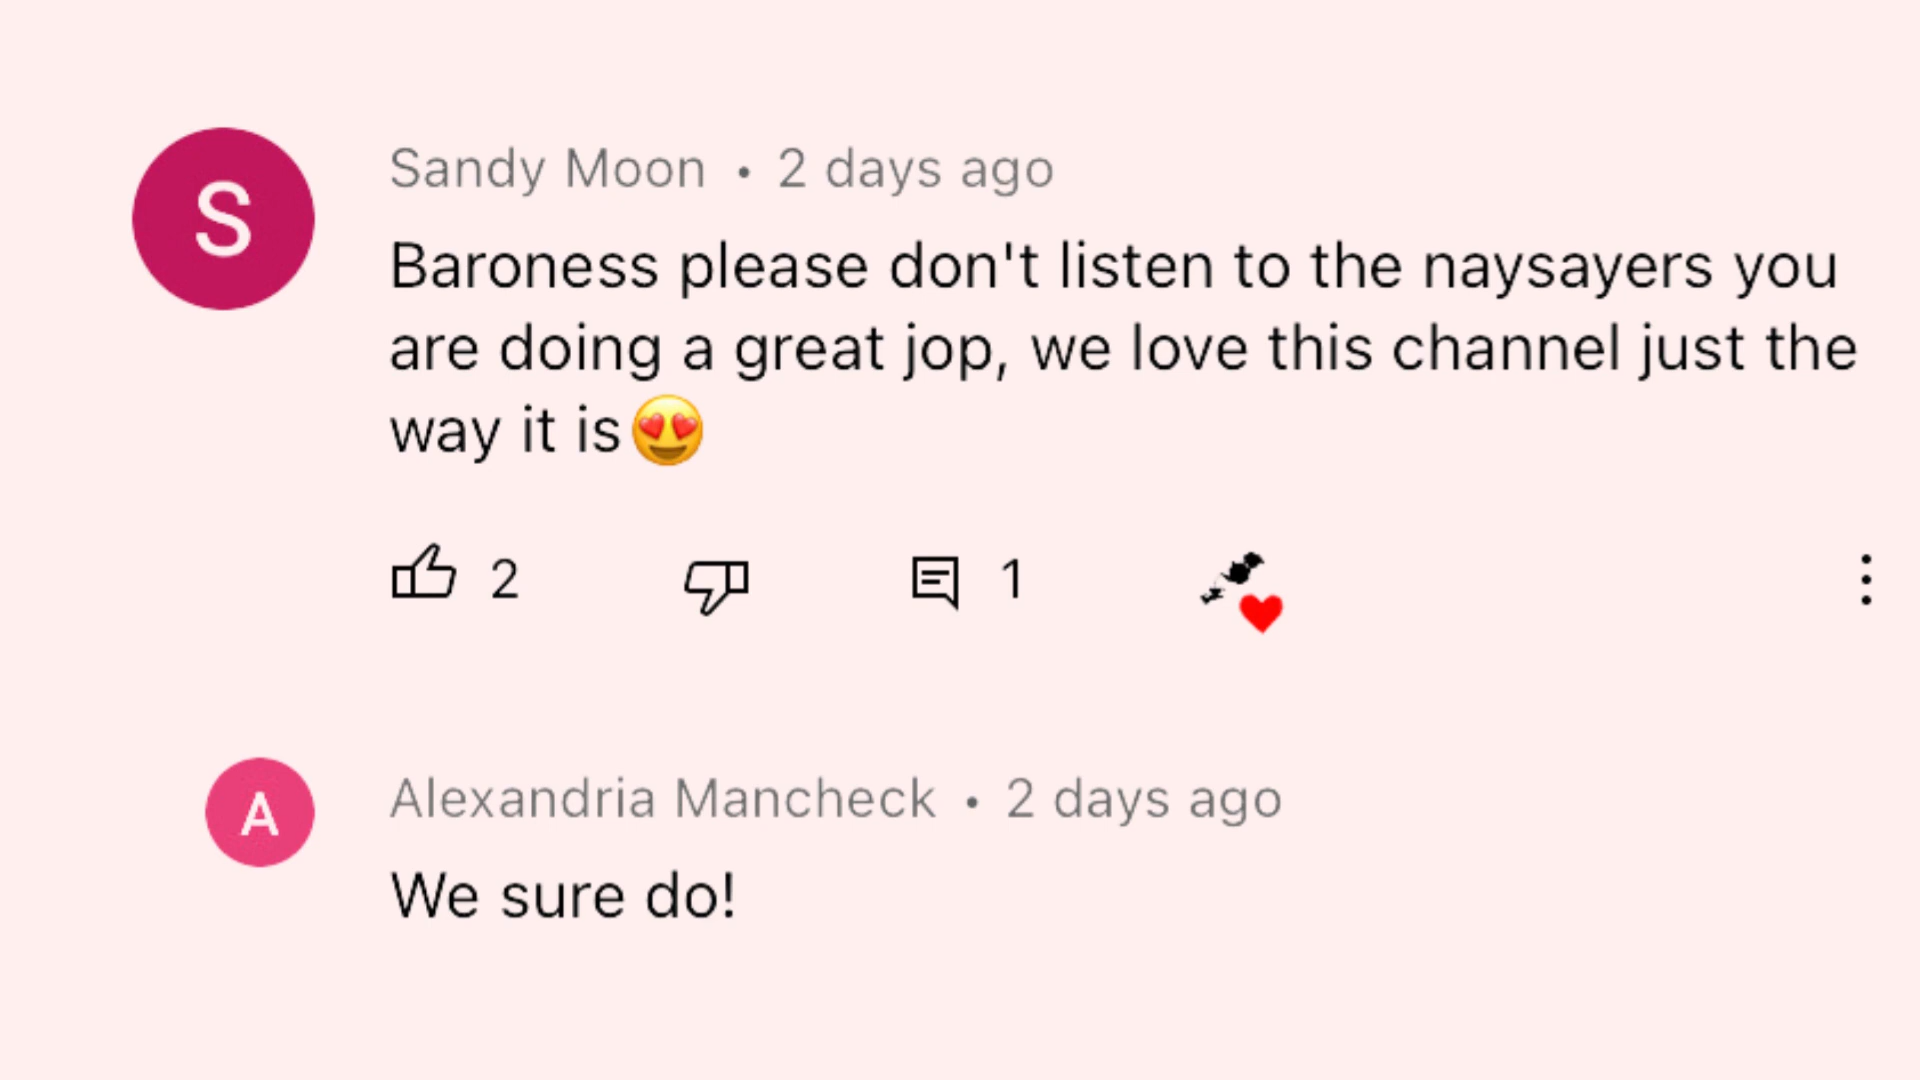 S
Sandy Moon • 2 days ago
Baroness please don't listen to the naysayers you
are doing a great jop, we love this channel just the
way it is😍
2
1
A
Alexandria Mancheck • 2 days ago
We sure do!